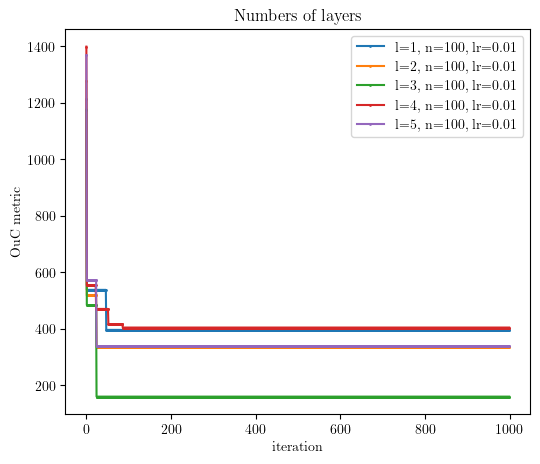 Numbers of layers
1400
1200
1000
800
600
400
200
OuC metric
l=1, n=100, lr=0.01
l=2, n=100, lr=0.01
l=3, n=100, lr=0.01
l=4, n=100, lr=0.01
l=5, n=100, lr=0.01
0 200 400 600 800 1000
iteration